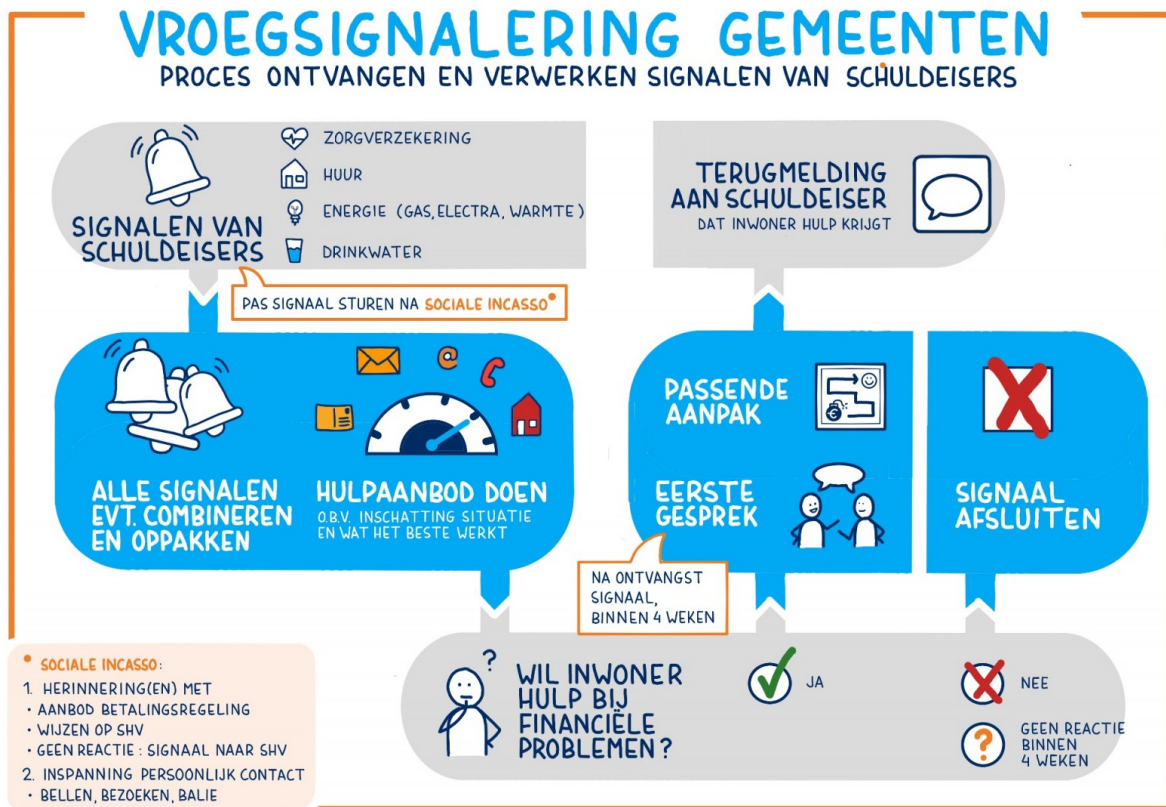 VROEGSIGNALERING GEMEENTEN
PROCES ONTVANGEN EN VERWERKEN SIGNALEN VAN SCHULDEISERS
SIGNALEN VAN
SCHULDEISERS
ZORGVERZEKERING
HUUR
ENERGIE (GAS, ELECTRA, WARMTE)
DRINKWATER
PAS SIGNAAL STUREN NA SOCIALE INCASSO•
ALLE SIGNALEN
EVT. COMBINEREN
EN OPPAKKEN
@
HULPAANBOD DOEN
O.B.V. INSCHATTING SITUATIE
EN WAT HET BESTE WERKT
WIL INWONER
HULP BIJ
FINANCIËLE
PROBLEMEN?
?
JA
NEE
?
GEEN REACTIE
BINNEN
4 WEKEN
EERSTE
GESPREK
NA ONTVANGST
SIGNAAL,
BINNEN 4 WEKEN
PASSENDE
AANPAK
€
SIGNAAL
AFSLUITEN
TERUGMELDING
AAN SCHULDEISER
DAT INWONER HULP KRIJGT
• SOCIALE INCASSO:
1. HERINNERING(EN) MET
• AANBOD BETALINGSREGELING
• WIJZEN OP SHV
• GEEN REACTIE: SIGNAAL NAAR SHV
2. INSPANNING PERSOONLIJK CONTACT
• BELLEN, BEZOEKEN, BALIE